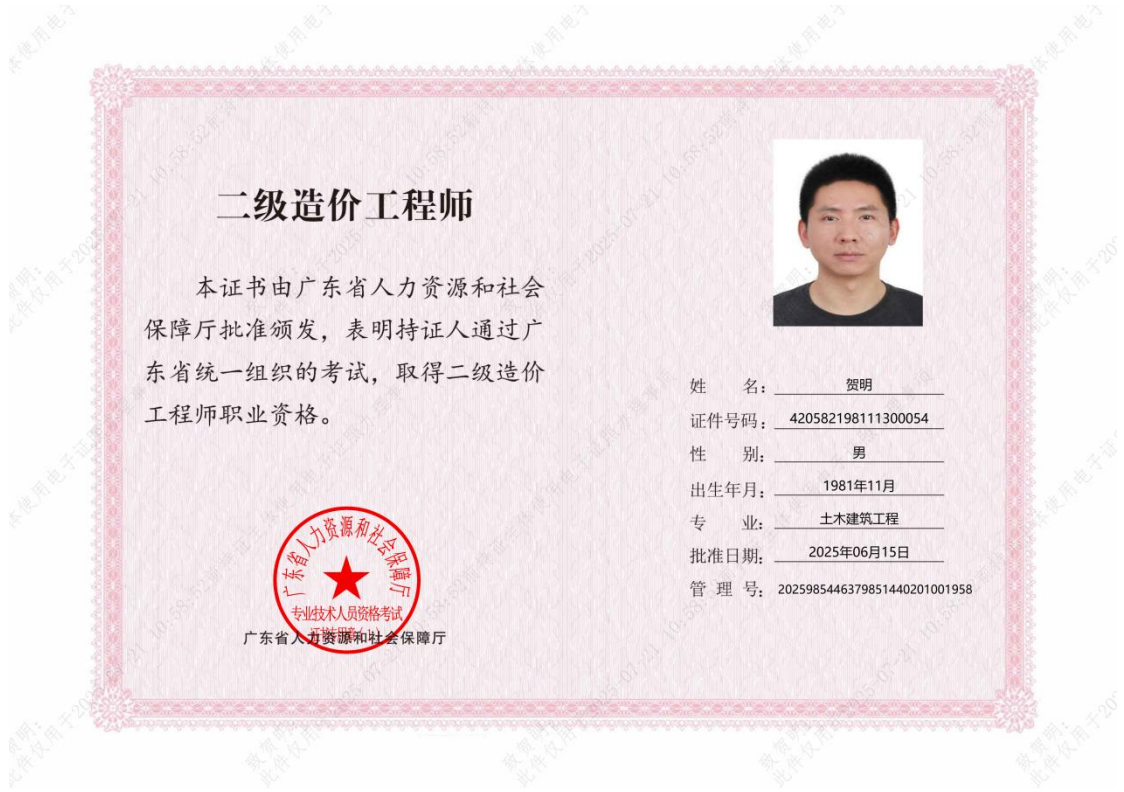 二级造价工程师
本证书由广东省人力资源和社会
保障厅批准颁发，表明持证人通过广
东省统一组织的考试，取得二级造价
工程师职业资格。
广东省人力资源和社会保障厅
专业技术人员资格考试
广东省人力资源和社会保障厅
姓 名：贺明
证件号码：420582198111300054
性 别：男
出生年月：1981年11月
专 业：土木建筑工程
批准日期：2025年06月15日
管 理 号：2025985446379851440201001958